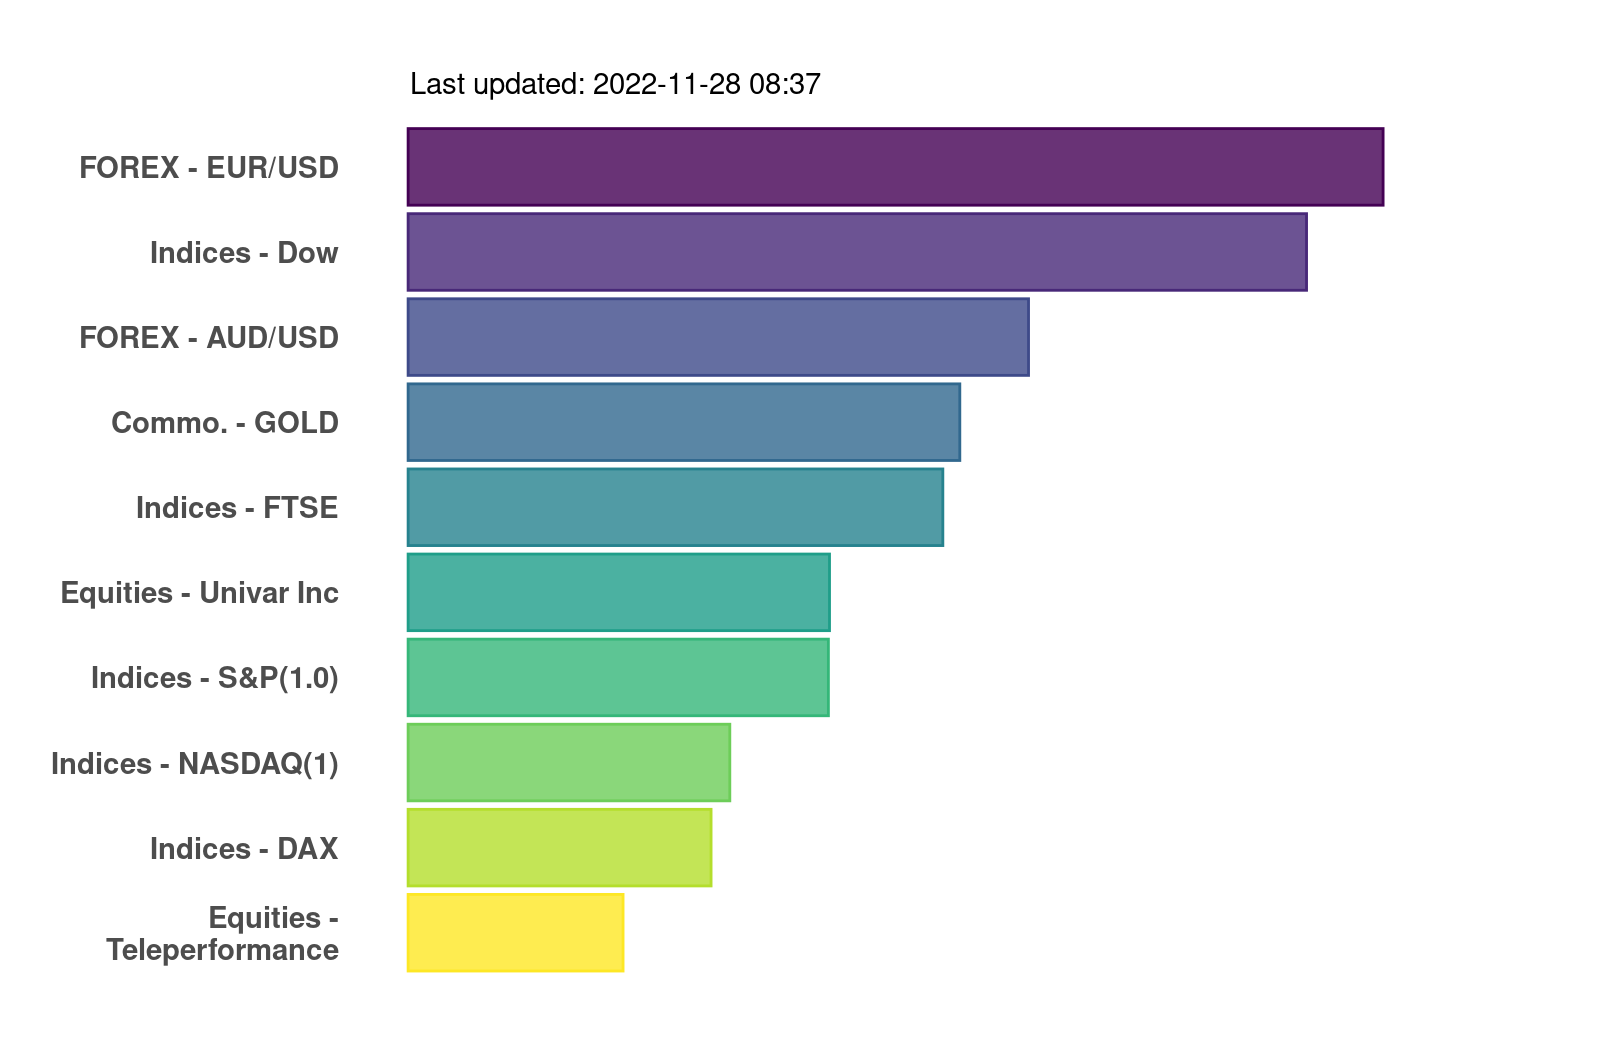 Last updated: 2022-11-28 08:37
FOREX - EUR/USD
Indices - Dow
FOREX - AUD/USD
Commo. - GOLD
Indices - FTSE
Equities - Univar Inc
Indices - S&P(1.0)
Indices - NASDAQ(1)
Indices - DAX
Equities -
Teleperformance